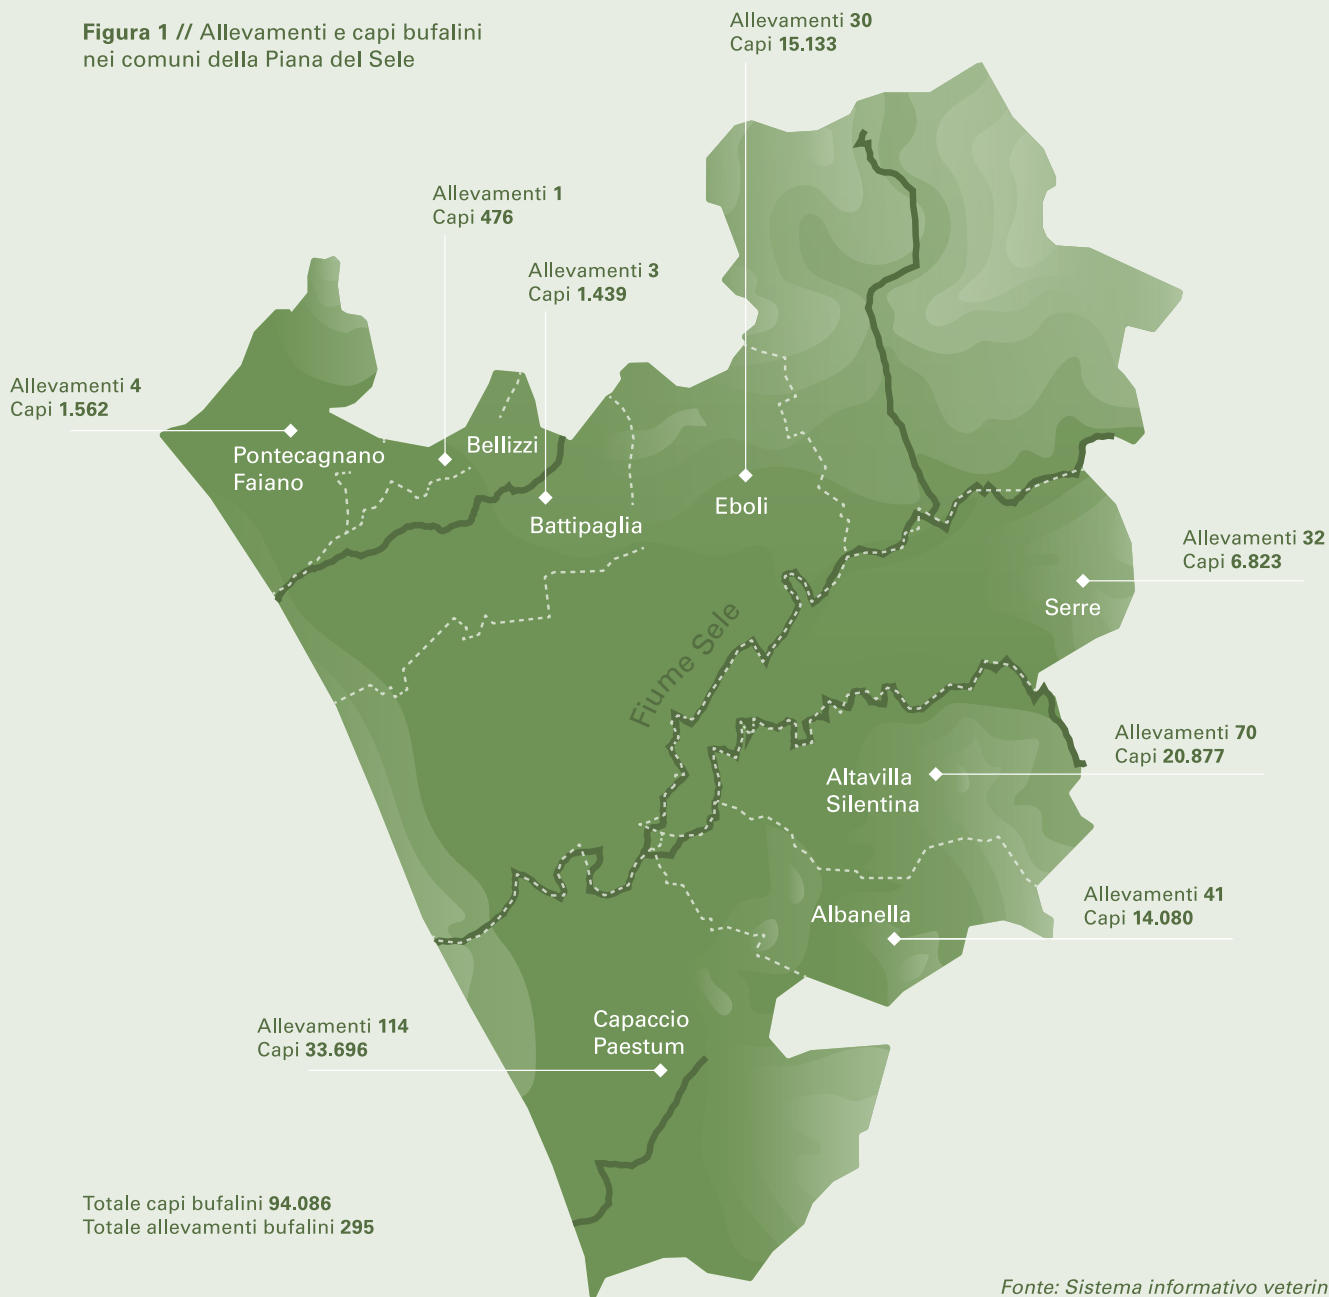 Figura 1 // Allevamenti e capi bufalini
nei comuni della Piana del Sele
Allevamenti 30
Capi 15.133
Allevamenti 1
Capi 476
Allevamenti 3
Capi 1.439
Allevamenti 4
Capi 1.562
Pontecagnano
Faiano
Bellizzi
Battipaglia
Eboli
Allevamenti 32
Capi 6.823
Serre
Fiume Sele
Allevamenti 70
Capi 20.877
Altavilla
Silentina
Allevamenti 41
Capi 14.080
Albanella
Allevamenti 114
Capi 33.696
Capaccio
Paestum
Totale capi bufalini 94.086
Totale allevamenti bufalini 295
Fonte: Sistema informativo veterin